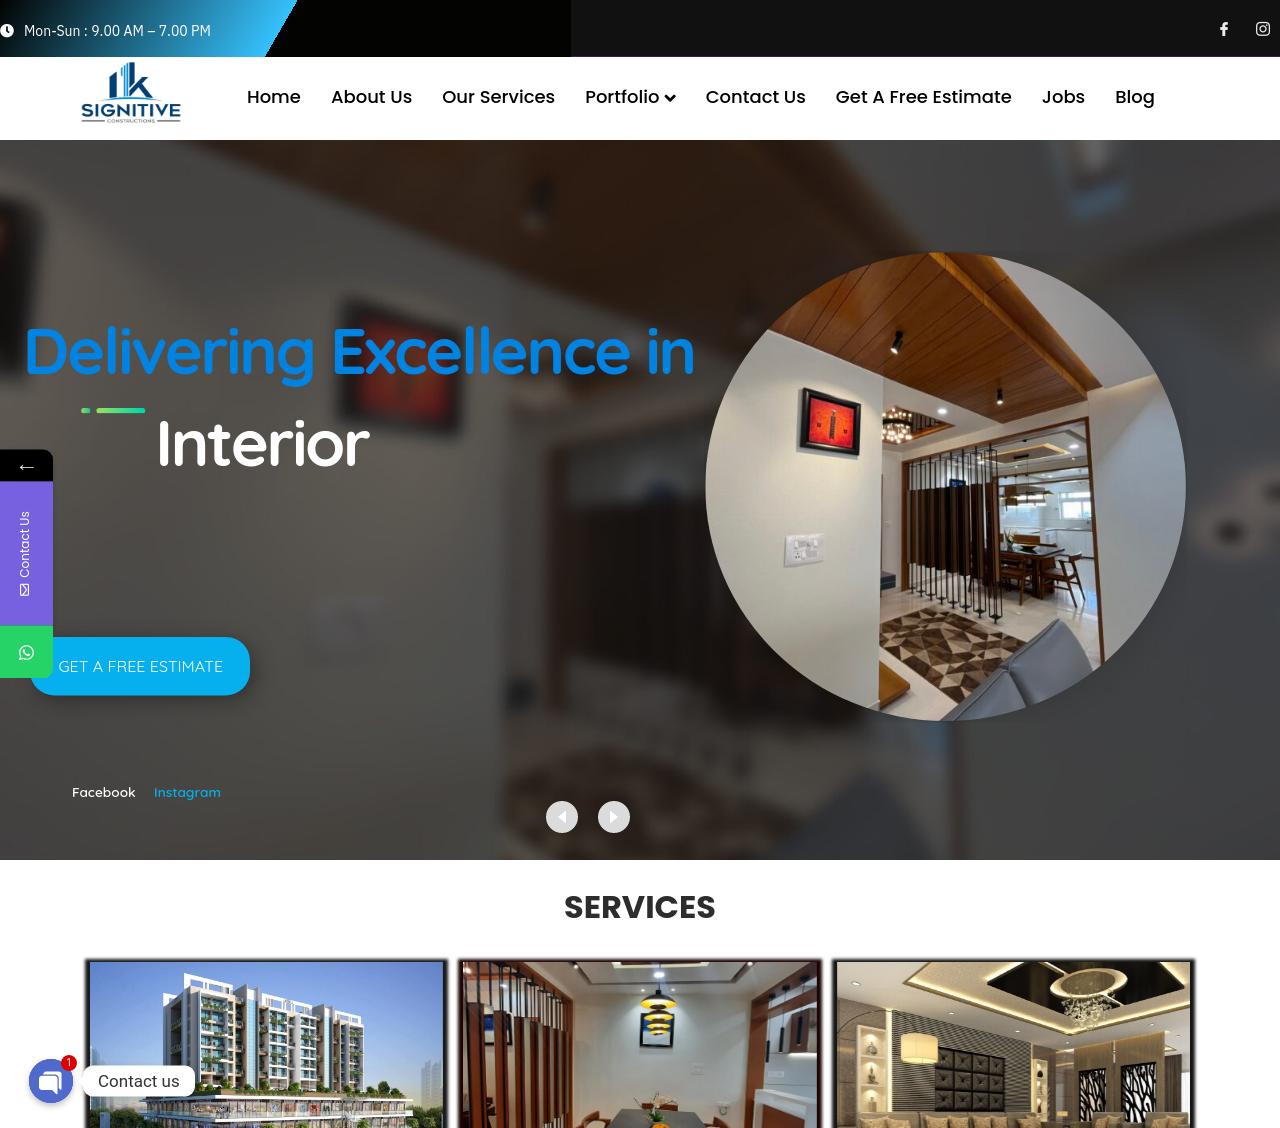 Mon-Sun : 9.00 AM – 7.00 PM
SIGNITIVE
CONSTRUCTIONS
Home About Us Our Services Portfolio Contact Us Get A Free Estimate Jobs Blog
Delivering Excellence in
Interior
←
Contact Us
GET A FREE ESTIMATE
Facebook Instagram
SERVICES
1
Contact us